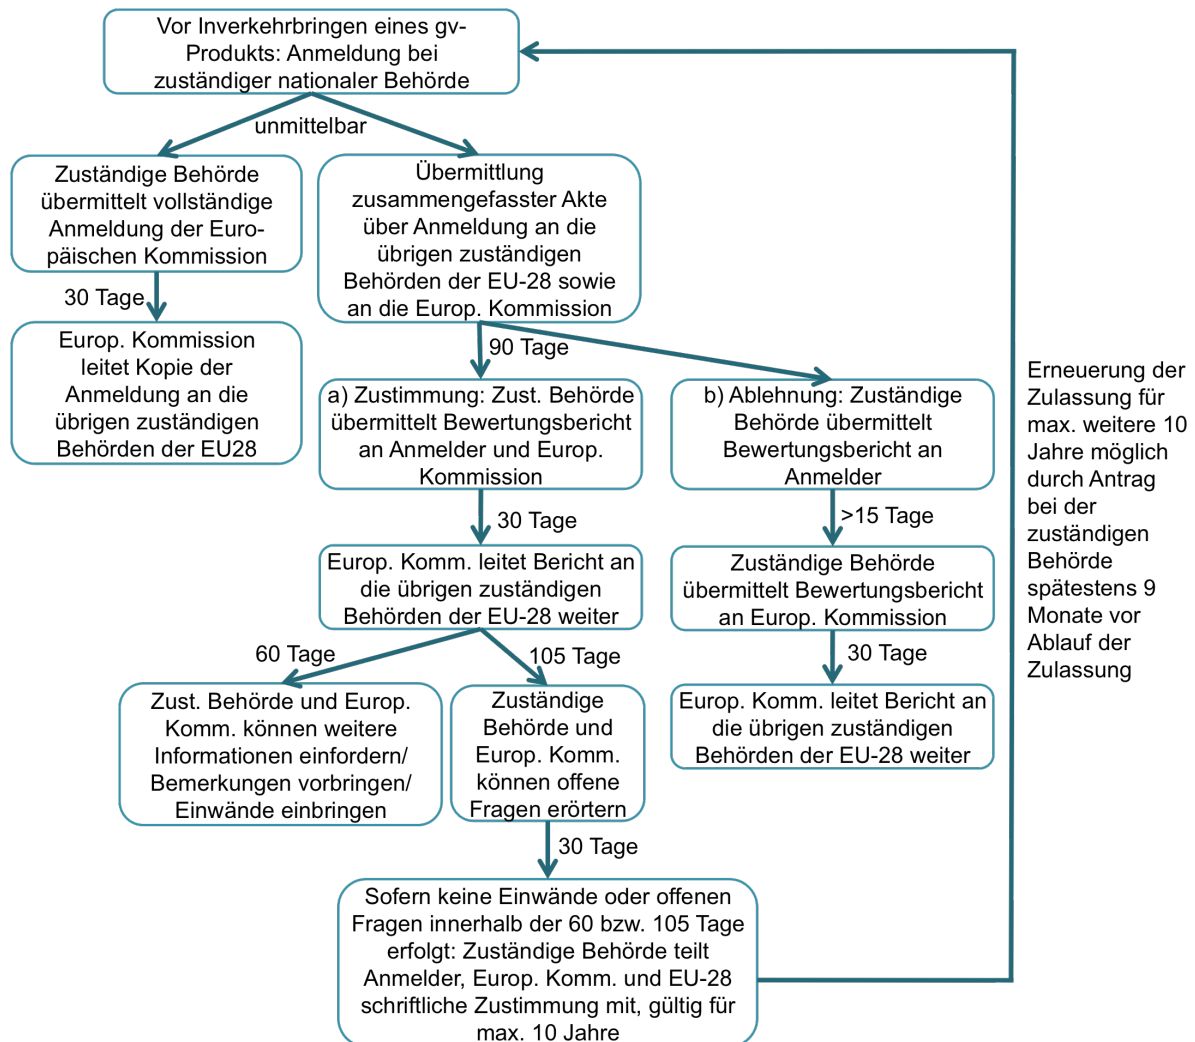 Vor Inverkehrbringen eines gv-
Produkts: Anmeldung bei
zuständiger nationaler Behörde
unmittelbar
Zuständige Behörde
übermittelt vollständige
Anmeldung der Euro-
päischen Kommission
30 Tage
Europ. Kommission
leitet Kopie der
Anmeldung an die
übrigen zuständigen
Behörden der EU28
Übermittlung
zusammengefasster Akte
über Anmeldung an die
übrigen zuständigen
Behörden der EU-28 sowie
an die Europ. Kommission
90 Tage
a) Zustimmung: Zust. Behörde
übermittelt Bewertungsbericht
an Anmelder und Europ.
Kommission
30 Tage
Europ. Komm. leitet Bericht an
die übrigen zuständigen
Behörden der EU-28 weiter
60 Tage
Zust. Behörde und Europ.
Komm. können weitere
Informationen einfordern/
Bemerkungen vorbringen/
Einwände einbringen
105 Tage
Zuständige
Behörde und
Europ. Komm.
können offene
Fragen erörtern
30 Tage
Sofern keine Einwände oder offenen
Fragen innerhalb der 60 bzw. 105 Tage
erfolgt: Zuständige Behörde teilt
Anmelder, Europ. Komm. und EU-28
schriftliche Zustimmung mit, gültig für
max. 10 Jahre
b) Ablehnung: Zuständige
Behörde übermittelt
Bewertungsbericht an
Anmelder
>15 Tage
Zuständige Behörde
übermittelt Bewertungsbericht
an Europ. Kommission
30 Tage
Europ. Komm. leitet Bericht an
die übrigen zuständigen
Behörden der EU-28 weiter
Erneuerung der
Zulassung für
max. weitere 10
Jahre möglich
durch Antrag
bei der
zuständigen
Behörde
spätestens 9
Monate vor
Ablauf der
Zulassung